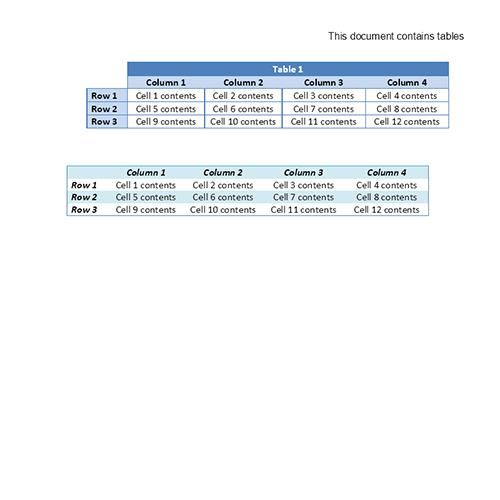 This document contains tables
Table 1
Column 1 Column 2 Column 3 Column 4
Row 1 Cell 1 contents Cell 2 contents Cell 3 contents Cell 4 contents
Row 2 Cell 5 contents Cell 6 contents Cell 7 contents Cell 8 contents
Row 3 Cell 9 contents Cell 10 contents Cell 11 contents Cell 12 contents
Column 1 Column 2 Column 3 Column 4
Row 1 Cell 1 contents Cell 2 contents Cell 3 contents Cell 4 contents
Row 2 Cell 5 contents Cell 6 contents Cell 7 contents Cell 8 contents
Row 3 Cell 9 contents Cell 10 contents Cell 11 contents Cell 12 contents